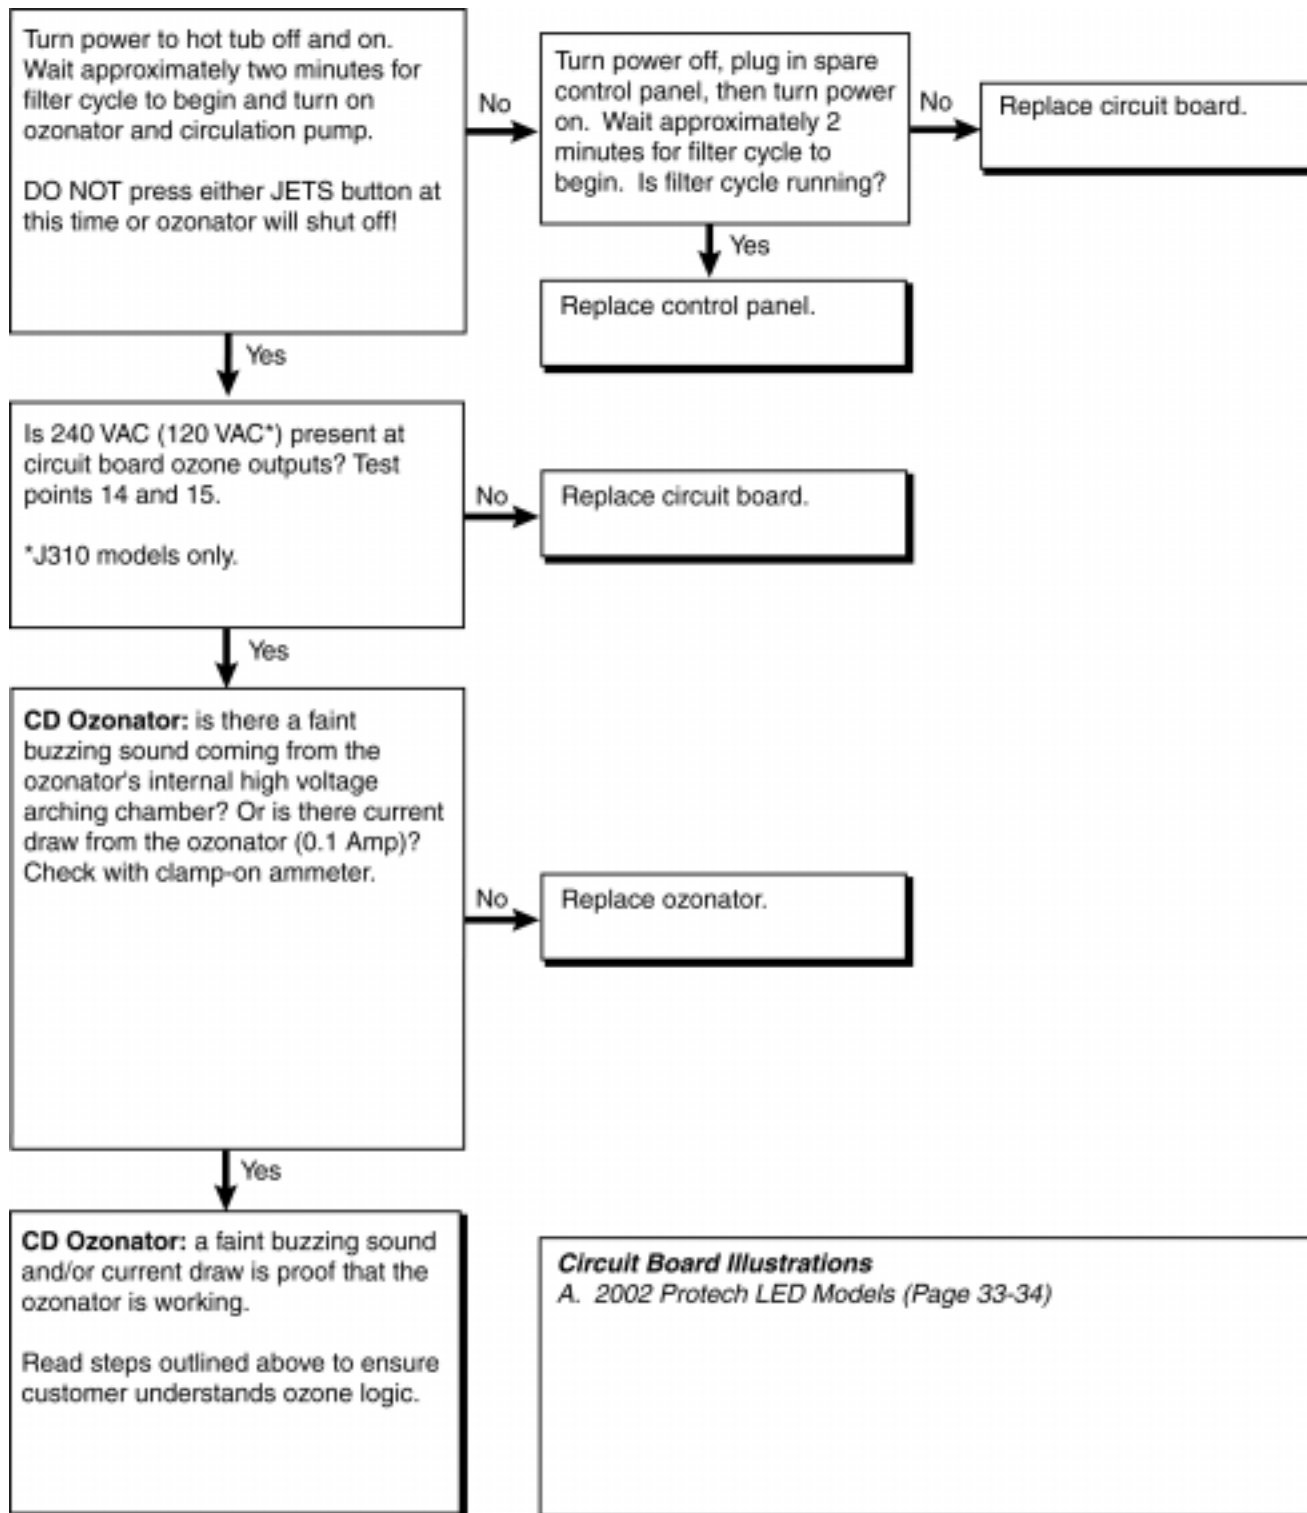 Turn power to hot tub off and on.
Wait approximately two minutes for
filter cycle to begin and turn on
ozonator and circulation pump.
DO NOT press either JETS button at
this time or ozonator will shut off!
No
Turn power off, plug in spare
control panel, then turn power
on. Wait approximately 2
minutes for filter cycle to
begin. Is filter cycle running?
No
Replace circuit board.
Yes
Replace control panel.
Yes
Is 240 VAC (120 VAC*) present at
circuit board ozone outputs? Test
points 14 and 15.
*J310 models only.
No
Replace circuit board.
Yes
CD Ozonator: is there a faint
buzzing sound coming from the
ozonator's internal high voltage
arching chamber? Or is there current
draw from the ozonator (0.1 Amp)?
Check with clamp-on ammeter.
No
Replace ozonator.
Yes
CD Ozonator: a faint buzzing sound
and/or current draw is proof that the
ozonator is working.
Read steps outlined above to ensure
customer understands ozone logic.
Circuit Board Illustrations
A. 2002 Protech LED Models (Page 33-34)